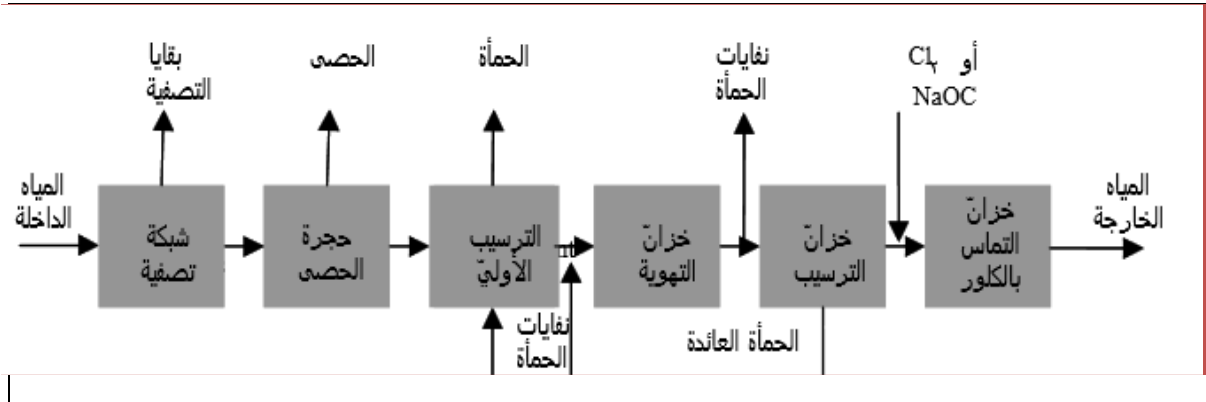 بقايا
التصفية
الحصى
الحمأة
نفايات
الحمأة
أو Cl٢
NaOC
المياه
الداخلة
شبكة
تصفية
حجرة
الحصى
الترسيب
الأوليّ
خزانّ
التهوية
خزانّ
الترسيب
خزانّ
التماس
بالكلور
المياه
الخارجة
نفايات
الحمأة
الحمأة العائدة